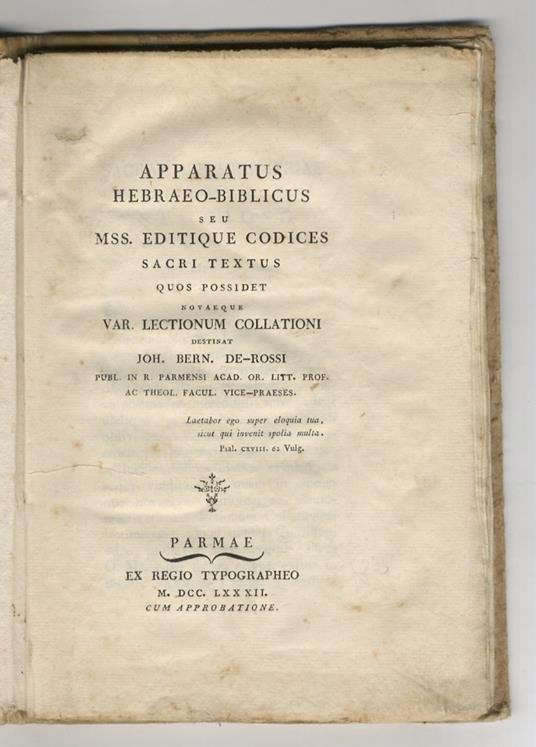 APPARATUS
HEBRAEO-BIBLICUS
SEU
MSS. EDITIQUE CODICES
SACRI TEXTUS
QUOS POSSIDET
NOVAEQUE
VAR. LECTIONUM COLLATIONI
DESTINAT
JOH. BERN. DE-ROSSI
PUBL. IN R. PARMENSI ACAD. OR. LITT. PROF.
AC THEOL. FACUL. VICE-PRAESES.
Laetabor ego super eloquia tua,
sicut qui invenit spolia multa.
Psal. CXVIII. 62 Vulg.
PARMAE
EX REGIO TYPOGRAPHEO
M. DCC. LXXXII.
CUM APPROBATIONE.